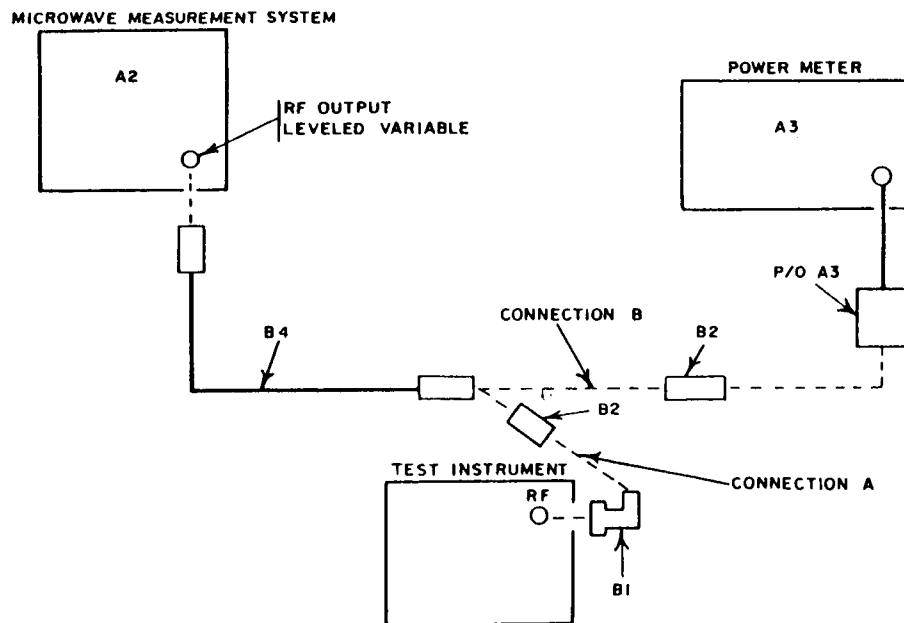 MICROWAVE MEASUREMENT SYSTEM
A2
RF OUTPUT
LEVELED VARIABLE
POWER METER
A3
P/O A3
CONNECTION B
B2
B4
B2
TEST INSTRUMENT
RF
CONNECTION A
B1